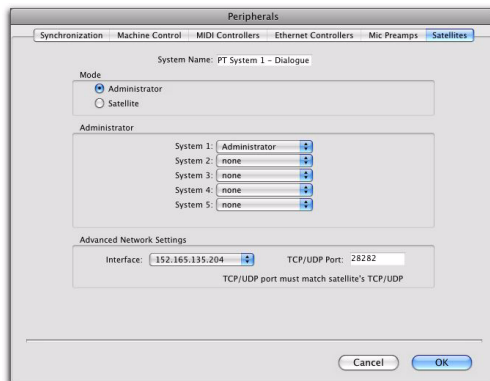 Peripherals
Synchronization Machine Control MIDI Controllers Ethernet Controllers Mic Preamps Satellites
System Name: PT System 1 – Dialogue
Mode
Administrator
Satellite
Administrator
System 1: Administrator
System 2: none
System 3: none
System 4: none
System 5: none
Advanced Network Settings
Interface: 152.165.135.204 TCP/UDP Port: 28282
TCP/UDP port must match satellite's TCP/UDP
Cancel OK